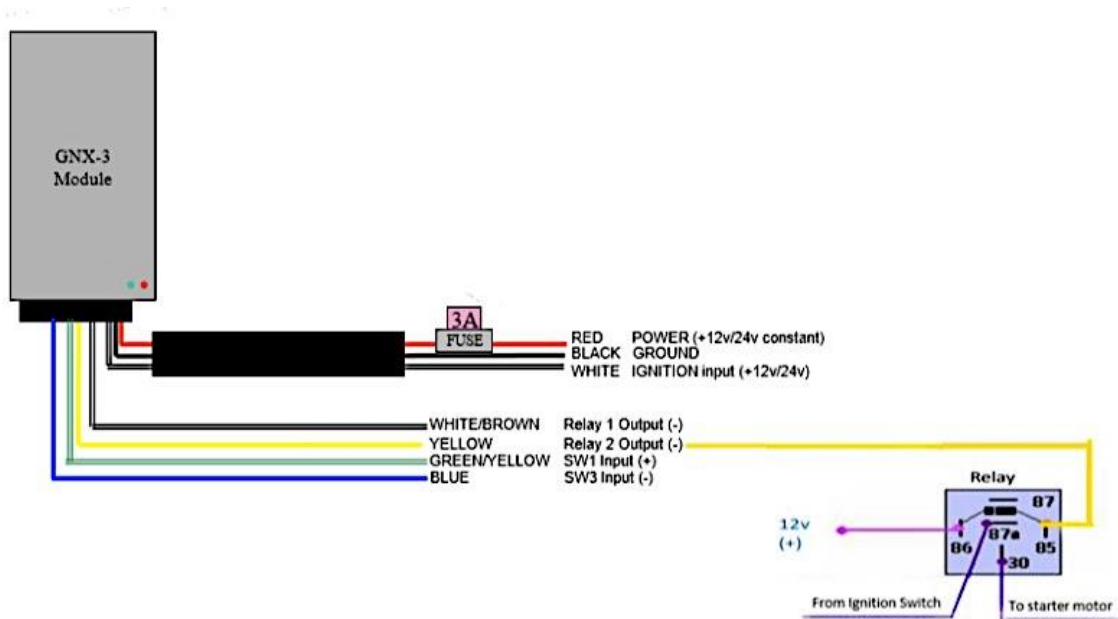 GNX-3
Module
3A
FUSE
RED POWER (+12v/24v constant)
BLACK GROUND
WHITE IGNITION input (+12v/24v)
WHITE/BROWN Relay 1 Output (-)
YELLOW Relay 2 Output (-)
GREEN/YELLOW SW1 Input (+)
BLUE SW3 Input (-)
Relay
87
12v
(+)
86
87a
85
30
From Ignition Switch
To starter motor